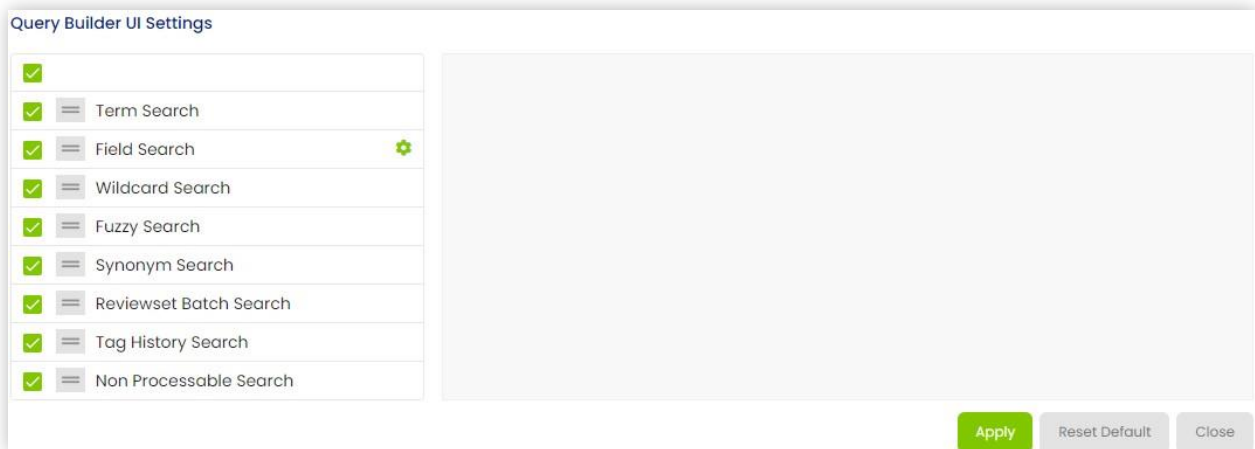 Query Builder UI Settings
Term Search
Field Search
Wildcard Search
Fuzzy Search
Synonym Search
Reviewset Batch Search
Tag History Search
Non Processable Search
Apply Reset Default Close